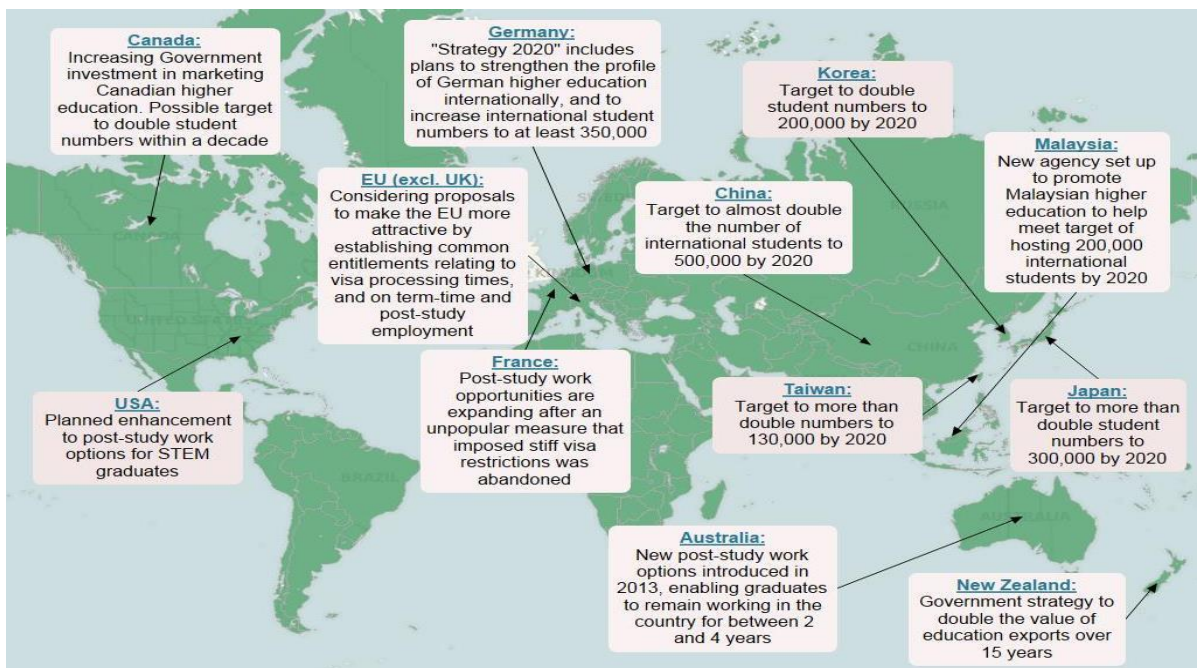 Canada:
Increasing Government
investment in marketing
Canadian higher
education. Possible target
to double student
numbers within a decade
Germany:
"Strategy 2020" includes
plans to strengthen the profile
of German higher education
internationally, and to
increase international student
numbers to at least 350,000
Korea:
Target to double
student numbers to
200,000 by 2020
Malaysia:
New agency set up
to promote
Malaysian higher
education to help
meet target of
hosting 200,000
international
students by 2020
EU (excl. UK):
Considering proposals
to make the EU more
attractive by
establishing common
entitlements relating to
visa processing times,
and on term-time and
post-study
employment
China:
Target to almost double
the number of
international students to
500,000 by 2020
USA:
Planned enhancement
to post-study work
options for STEM
graduates
France:
Post-study work
opportunities are
expanding after an
unpopular measure that
imposed stiff visa
restrictions was
abandoned
Taiwan:
Target to more than
double numbers to
130,000 by 2020
Japan:
Target to more than
double student
numbers to
300,000 by 2020
Australia:
New post-study work
options introduced in
2013, enabling graduates
to remain working in the
country for between 2
and 4 years
New Zealand:
Government strategy to
double the value of
education exports over
15 years
CANADA
UNITED STATES
BRAZIL
RUSSIA
CHINA
AUSTRALIA